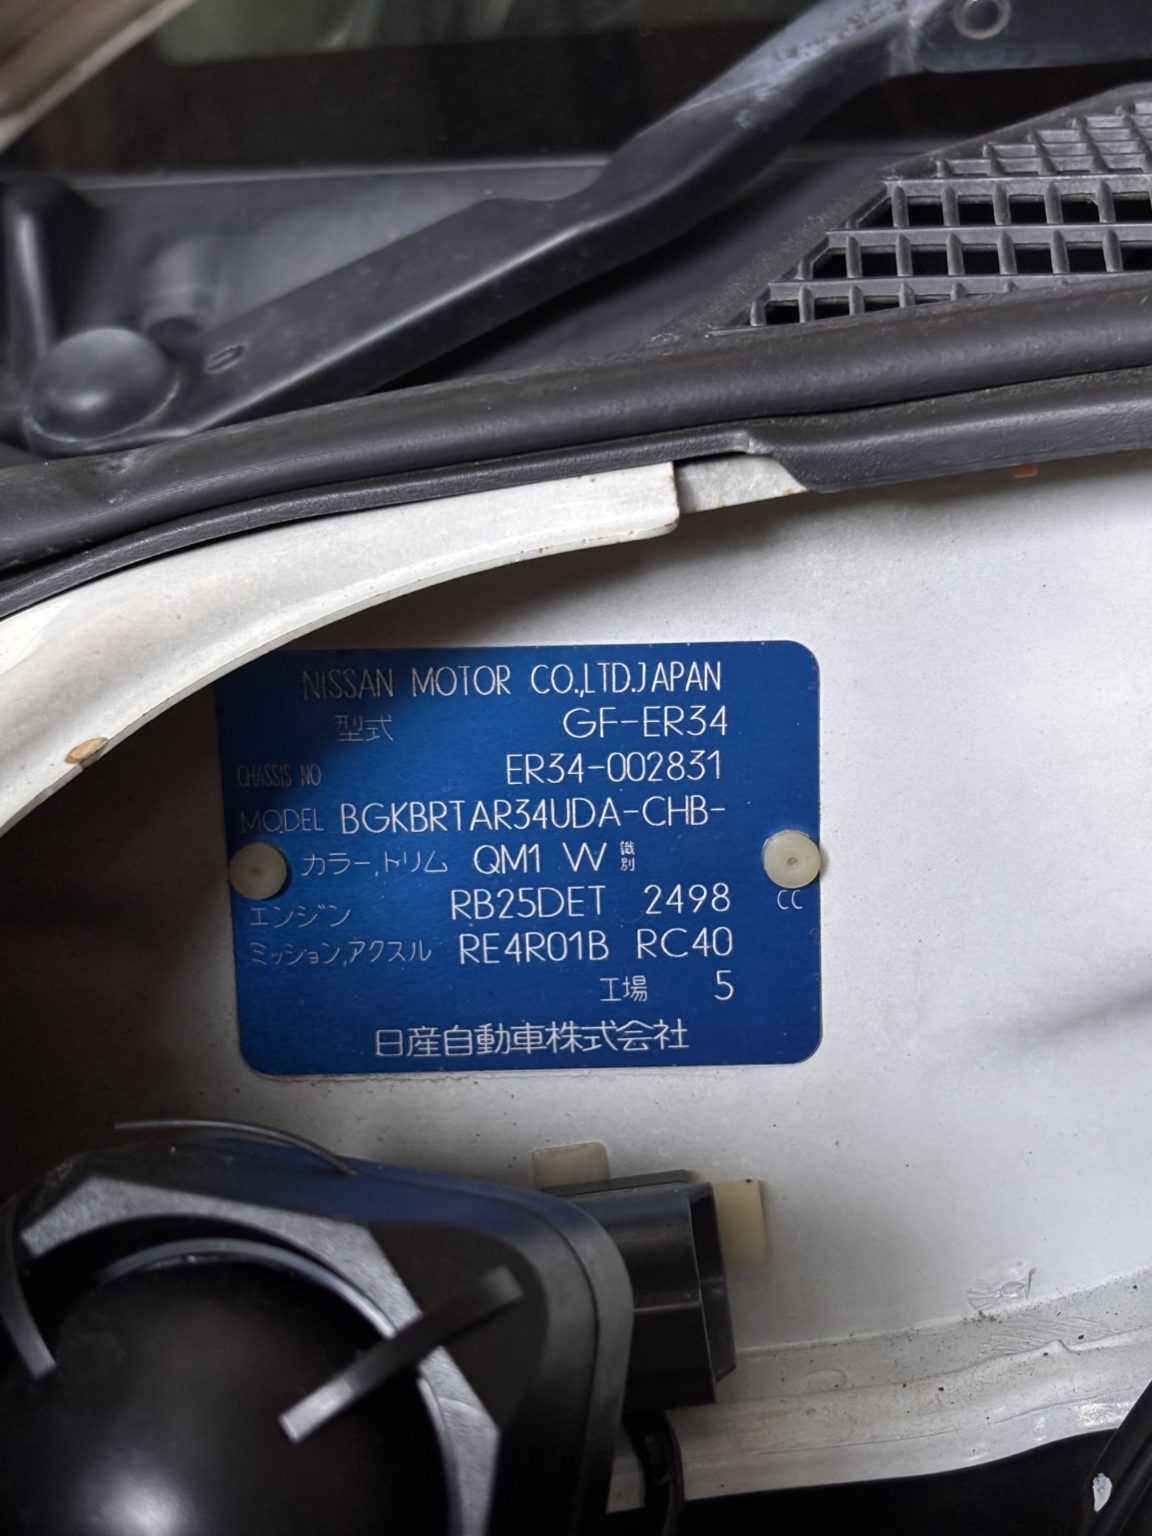 NISSAN MOTOR CO.,LTD.JAPAN
型式 GF-ER34
CHASSIS NO ER34-002831
MODEL BGKBRTAR34UDA-CHB-
カラー,トリム QM1 W 識別
エンジン RB25DET 2498 CC
ミッション,アクスル RE4R01B RC40
工場 5
日産自動車株式会社